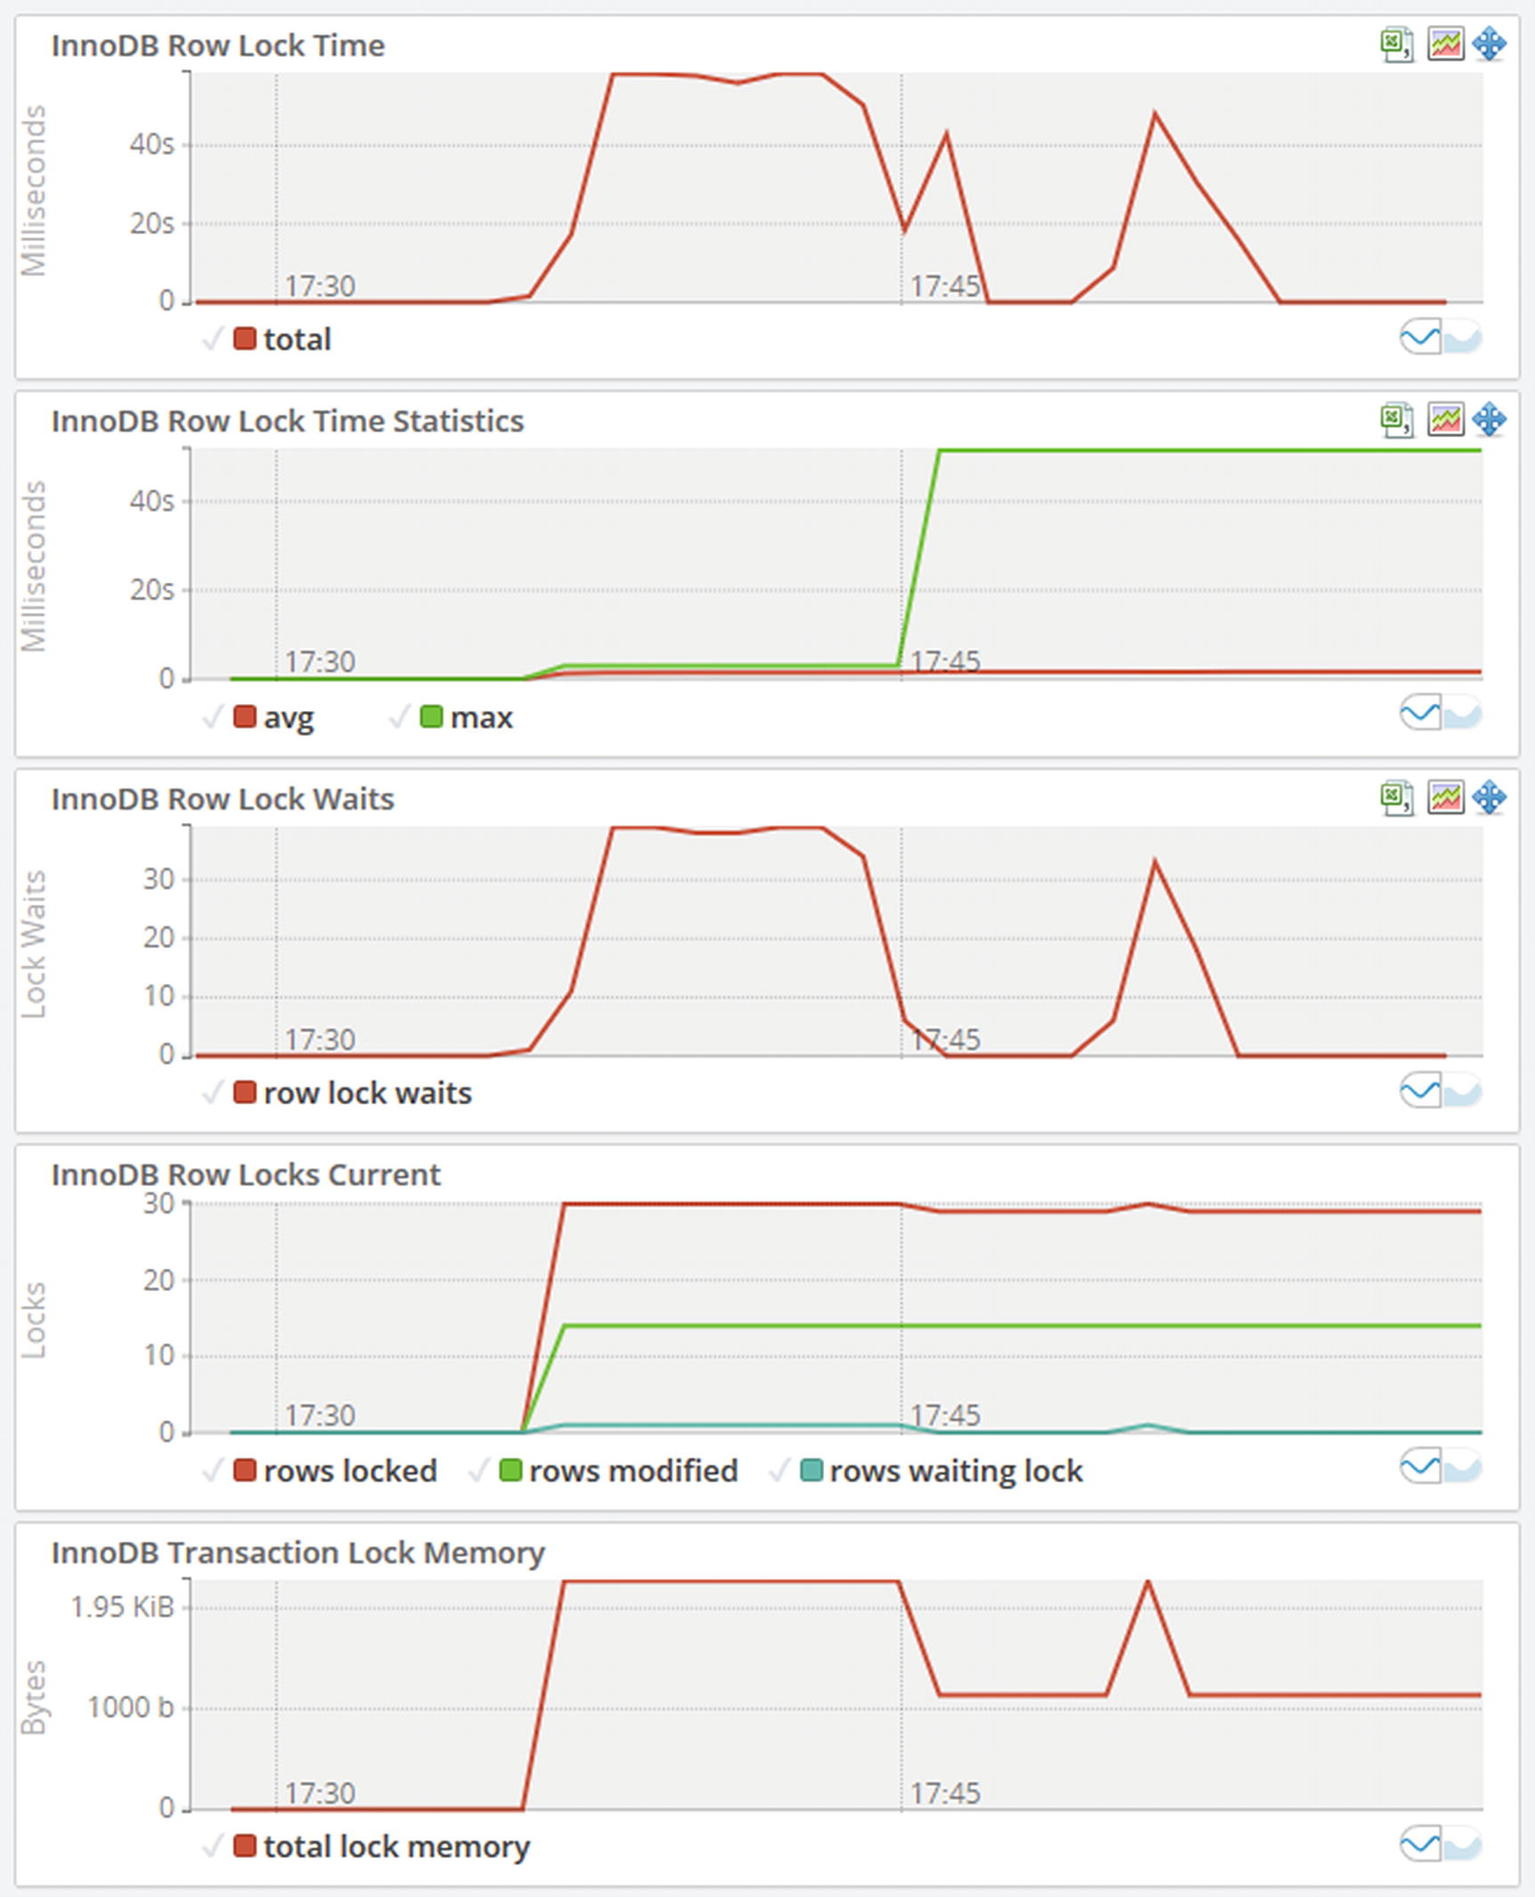 InnoDB Row Lock Time
Milliseconds
40s
20s
0
17:30
17:45
total
InnoDB Row Lock Time Statistics
Milliseconds
40s
20s
0
17:30
17:45
avg max
InnoDB Row Lock Waits
Lock Waits
30
20
10
0
17:30
17:45
row lock waits
InnoDB Row Locks Current
Locks
30
20
10
0
17:30
17:45
rows locked rows modified rows waiting lock
InnoDB Transaction Lock Memory
Bytes
1.95 KiB
1000 b
0
17:30
17:45
total lock memory